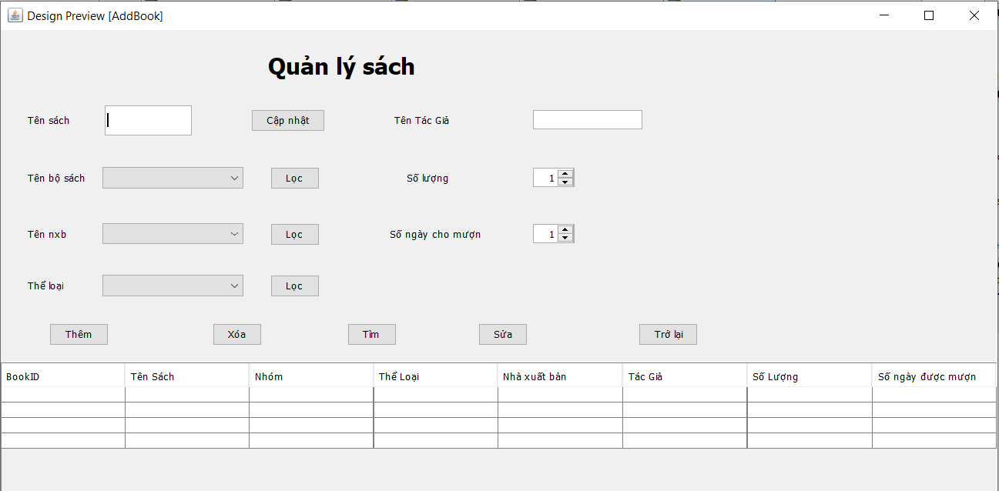 Design Preview [AddBook]
Quản lý sách
Tên sách Cập nhật Tên Tác Giả
Tên bộ sách Lọc Số lượng 1
Tên nxb Lọc Số ngày cho mượn 1
Thể loại Lọc
Thêm Xóa Tìm Sửa Trở lại
BookID Tên Sách Nhóm Thể Loại Nhà xuất bản Tác Giả Số Lượng Số ngày được mượn